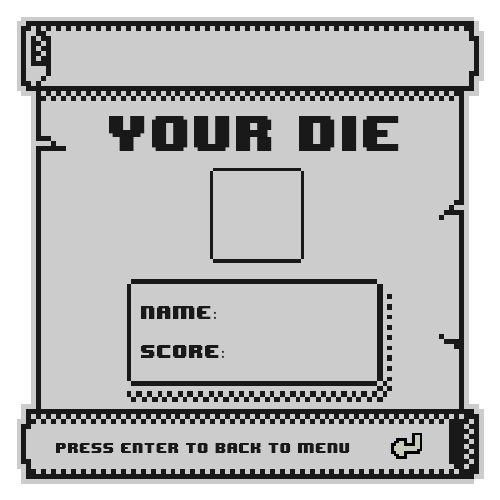 YOUR DIE
NAME:
SCORE:
PRESS ENTER TO BACK TO MENU